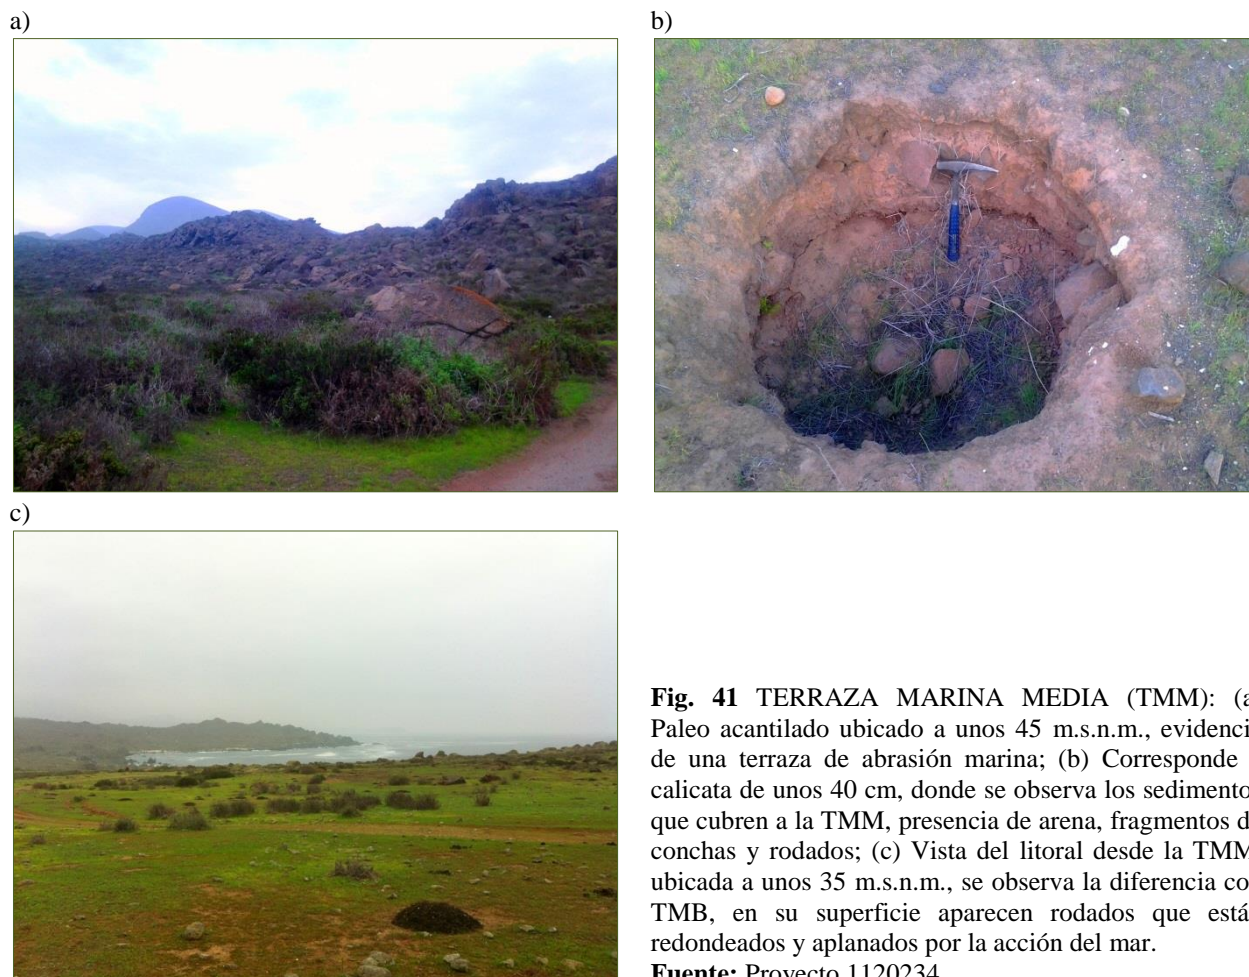 a)
b)
c)
Fig. 41 TERRAZA MARINA MEDIA (TMM): (a
Paleo acantilado ubicado a unos 45 m.s.n.m., evidenci
de una terraza de abrasión marina; (b) Corresponde
calicata de unos 40 cm, donde se observa los sedimento
que cubren a la TMM, presencia de arena, fragmentos d
conchas y rodados; (c) Vista del litoral desde la TMM
ubicada a unos 35 m.s.n.m., se observa la diferencia co
TMB, en su superficie aparecen rodados que está
redondeados y aplanados por la acción del mar.
Fuente: Proyecto 1120234